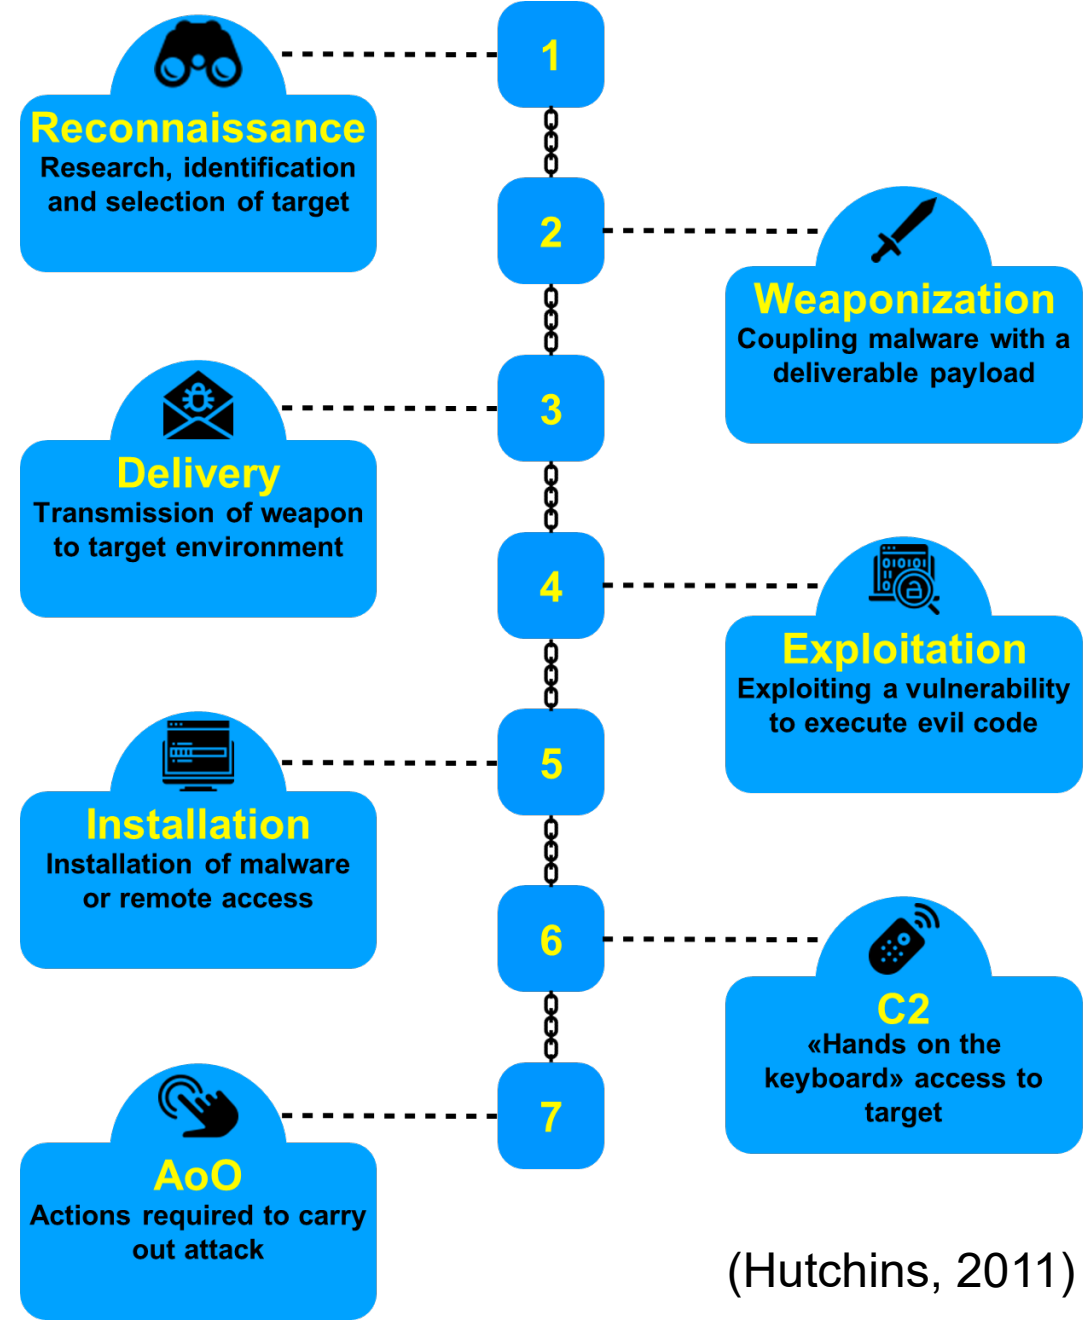 1
Reconnaissance
Research, identification
and selection of target
2
Weaponization
Coupling malware with a
deliverable payload
3
Delivery
Transmission of weapon
to target environment
4
Exploitation
Exploiting a vulnerability
to execute evil code
5
Installation
Installation of malware
or remote access
6
C2
«Hands on the
keyboard» access to
target
7
AoO
Actions required to carry
out attack
(Hutchins, 2011)